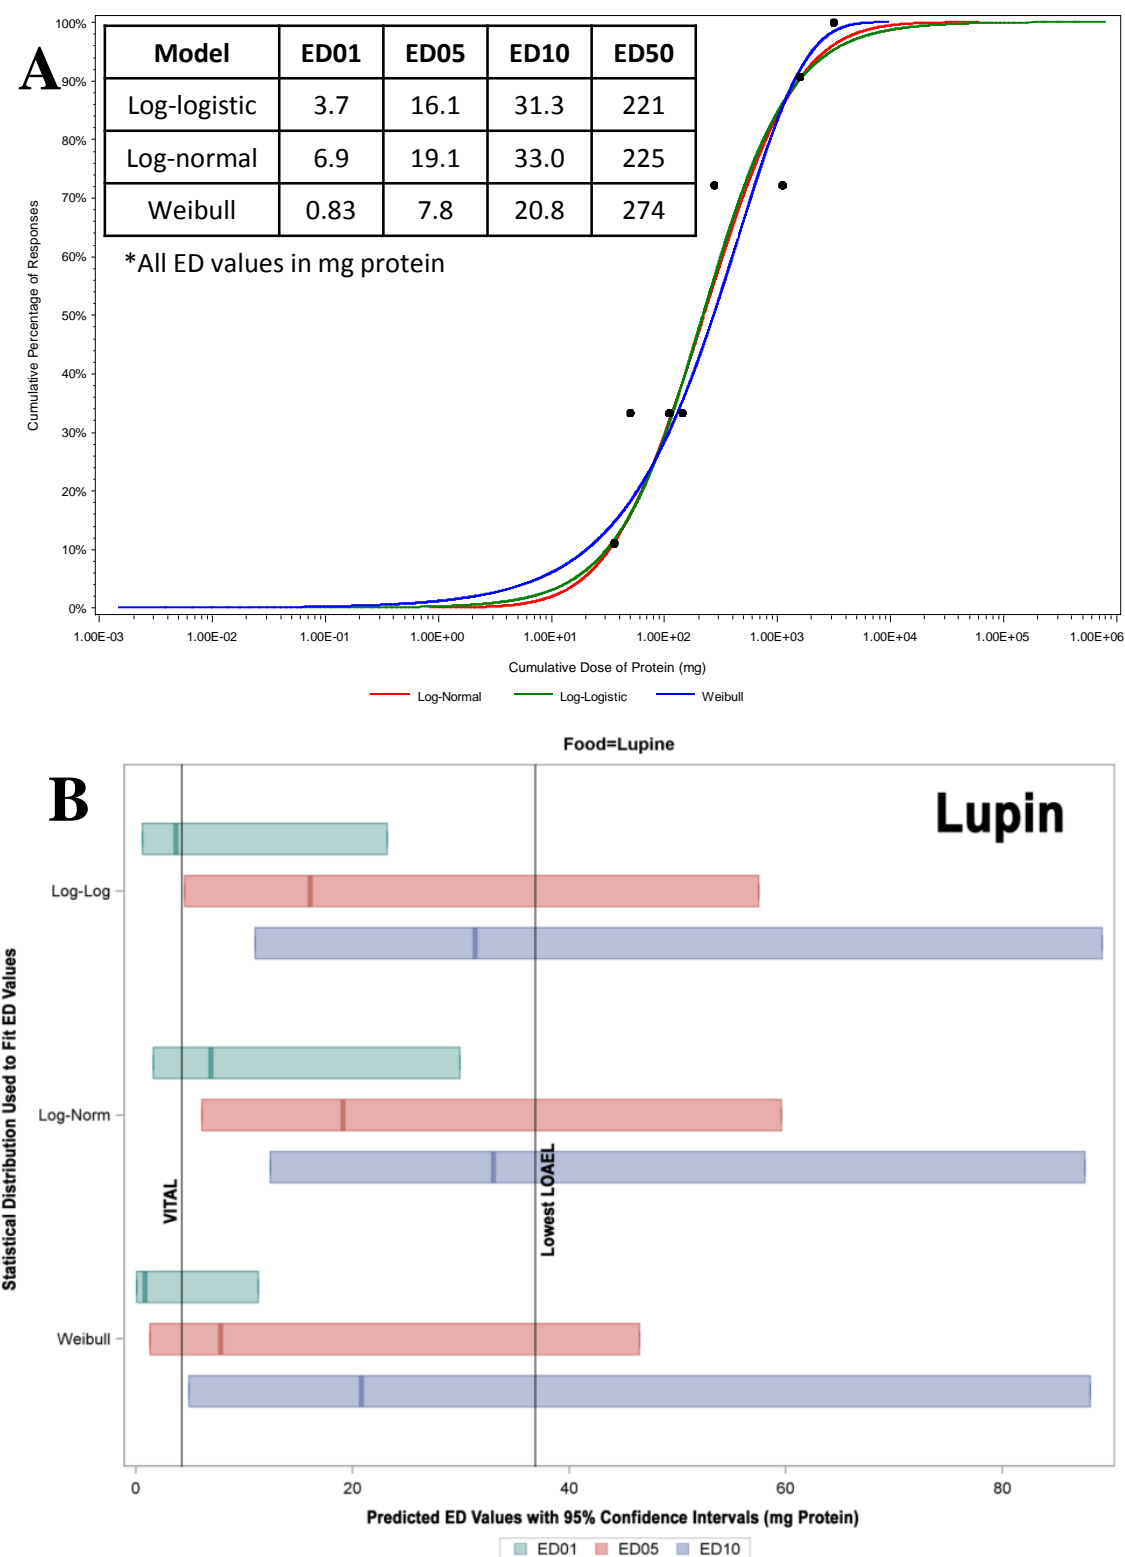 A
Model ED01 ED05 ED10 ED50
Log-logistic 3.7 16.1 31.3 221
Log-normal 6.9 19.1 33.0 225
Weibull 0.83 7.8 20.8 274
*All ED values in mg protein
100%
90%
80%
70%
60%
50%
40%
30%
20%
10%
0%
Cumulative Percentage of Responses
1.00E-03 1.00E-02 1.00E-01 1.00E+00 1.00E+01 1.00E+02 1.00E+03 1.00E+04 1.00E+05 1.00E+06
Cumulative Dose of Protein (mg)
Log-Normal Log-Logistic Weibull
Food=Lupine
B
Lupin
Log-Log
Log-Norm
Weibull
Statistical Distribution Used to Fit ED Values
VITAL
Lowest LOAEL
0 20 40 60 80
Predicted ED Values with 95% Confidence Intervals (mg Protein)
ED01 ED05 ED10